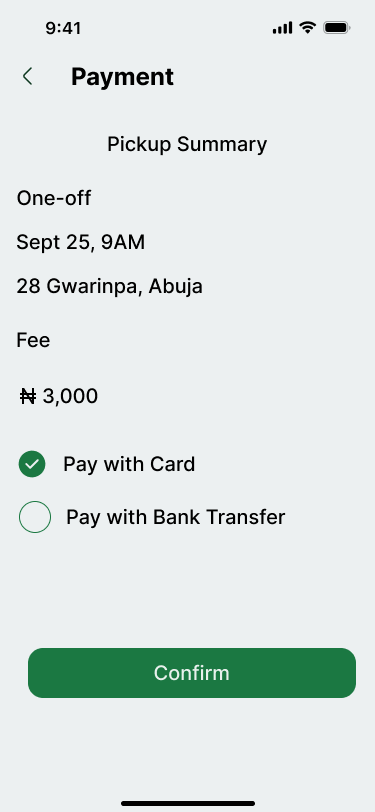 9:41
Payment
Pickup Summary
One-off
Sept 25, 9AM
28 Gwarinpa, Abuja
Fee
₦ 3,000
Pay with Card
Pay with Bank Transfer
Confirm